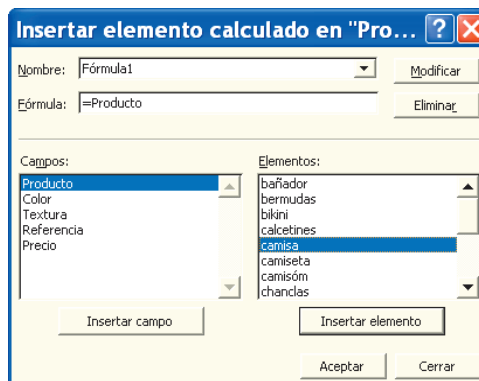 Insertar elemento calculado en "Pro...
Nombre: Fórmula1 Modificar
Fórmula: =Producto Eliminar
Campos: Elementos:
Producto bañador
Color bermudas
Textura bikini
Referencia calcetines
Precio camisa
camiseta
camisóm
chanclas
Insertar campo Insertar elemento
Aceptar Cerrar